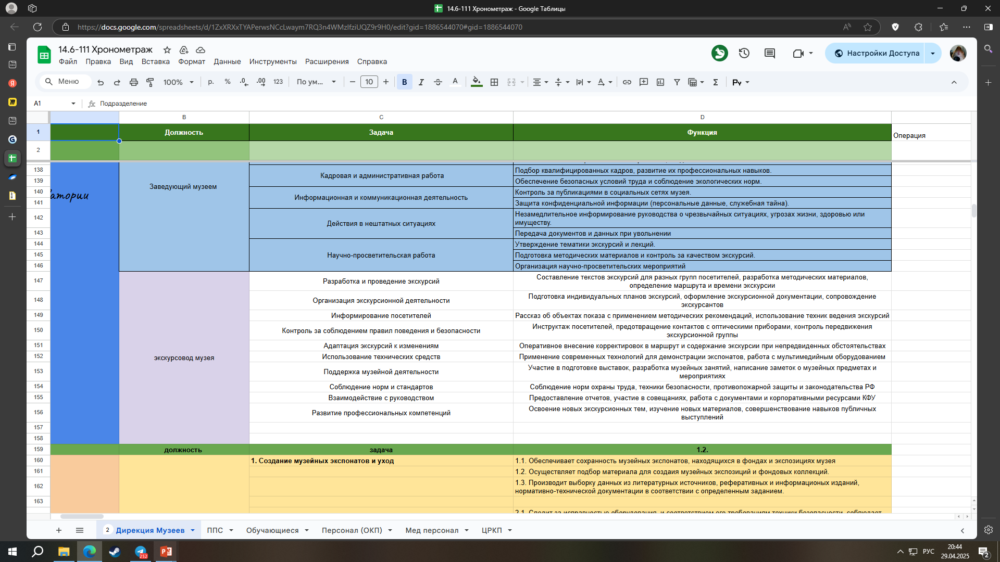 14.6-111 Хронометраж - Google Таблицы
https://docs.google.com/spreadsheets/d/1ZxXRXxTYAPerwsNCcLwaym7RQ3n4WMzlfziUQZ9r9H0/edit?gid=1886544070#gid=1886544070
14.6-111 Хронометраж
Файл Правка Вид Вставка Формат Данные Инструменты Расширения Справка
Настройки Доступа
Меню 100% р. % .0 .00 123 По ум... 10 B I A
A1 Подразделение
B C D
1 Должность Задача Функция Операция
2
138 Подбор квалифицированных кадров, развитие их профессиональных навыков.
Заведующий музеем
Кадровая и административная работа
139 Обеспечение безопасных условий труда и соблюдение экологических норм.
140 Контроль за публикациями в социальных сетях музея.
Информационная и коммуникационная деятельность
141 Защита конфиденциальной информации (персональные данные, служебная тайна).
142 Действия в нештатных ситуациях Незамедлительное информирование руководства о чрезвычайных ситуациях, угрозах жизни, здоровью или
имуществу.
143 Передача документов и данных при увольнении
144 Утверждение тематики экскурсий и лекций.
145 Научно-просветительская работа Подготовка методических материалов и контроль за качеством экскурсий.
146 Организация научно-просветительских мероприятий
147 Разработка и проведение экскурсий Составление текстов экскурсий для разных групп посетителей, разработка методических материалов,
определение маршрута и времени экскурсии
148 Организация экскурсионной деятельности Подготовка индивидуальных планов экскурсий, оформление экскурсионной документации, сопровождение
экскурсантов
149 Информирование посетителей Рассказ об объектах показа с применением методических рекомендаций, использование техник ведения экскурсий
150 Контроль за соблюдением правил поведения и безопасности Инструктаж посетителей, предотвращение контактов с оптическими приборами, контроль передвижения
экскурсионной группы
151 Адаптация экскурсий к изменениям Оперативное внесение корректировок в маршрут и содержание экскурсии при непредвиденных обстоятельствах
152 экскурсовод музея Использование технических средств Применение современных технологий для демонстрации экспонатов, работа с мультимедийным оборудованием
153 Поддержка музейной деятельности Участие в подготовке выставок, разработка музейных занятий, написание заметок о музейных предметах и
мероприятиях
154 Соблюдение норм и стандартов Соблюдение норм охраны труда, техники безопасности, противопожарной защиты и законодательства РФ
155 Взаимодействие с руководством Предоставление отчетов, участие в совещаниях, работа с документами и корпоративными ресурсами КФУ
156 Развитие профессиональных компетенций Освоение новых экскурсионных тем, изучение новых материалов, совершенствование навыков публичных
выступлений
157
158
159 должность задача 1.2.
160 1. Создание музейных экспонатов и уход 1.1. Обеспечивает сохранность музейных экспонатов, находящихся в фондах и экспозициях музея
161 1.2. Осуществляет подбор материала для создаия музейных экспозиций и фондовых коллекций.
162 1.3. Производит выборку данных из литературных источников, реферативных и информационых изданий,
нормативно-технической документации в соответствии с определенным заданием.
163
2.1. Следит за исправностью оборудования и соответствием его требованиям техники безопасности, соблюдает
2 Дирекция Музеев ППС Обучающиеся Персонал (ОКП) Мед персонал ЦРКП
252 РУС 20:44
29.04.2025 2